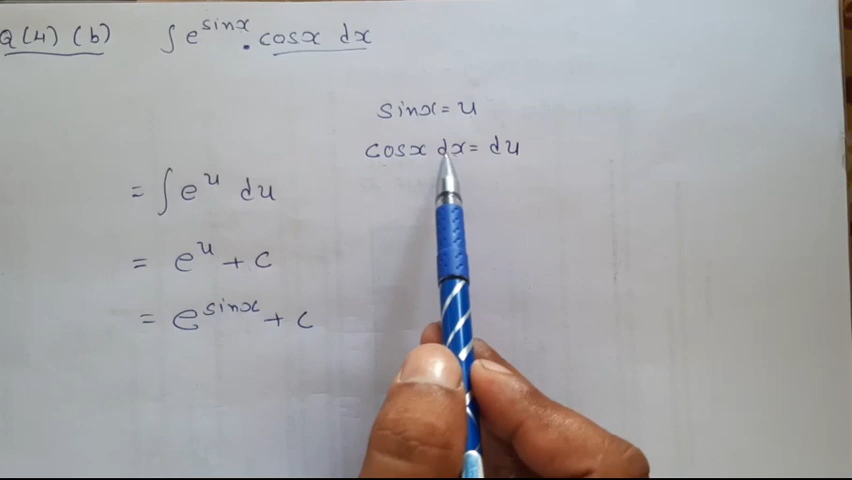 Q(4) (b) ∫e^sinx . cosx dx
sinx = u
cosx dx = du
= ∫e^u du
= e^u + c
= e^sinx + c